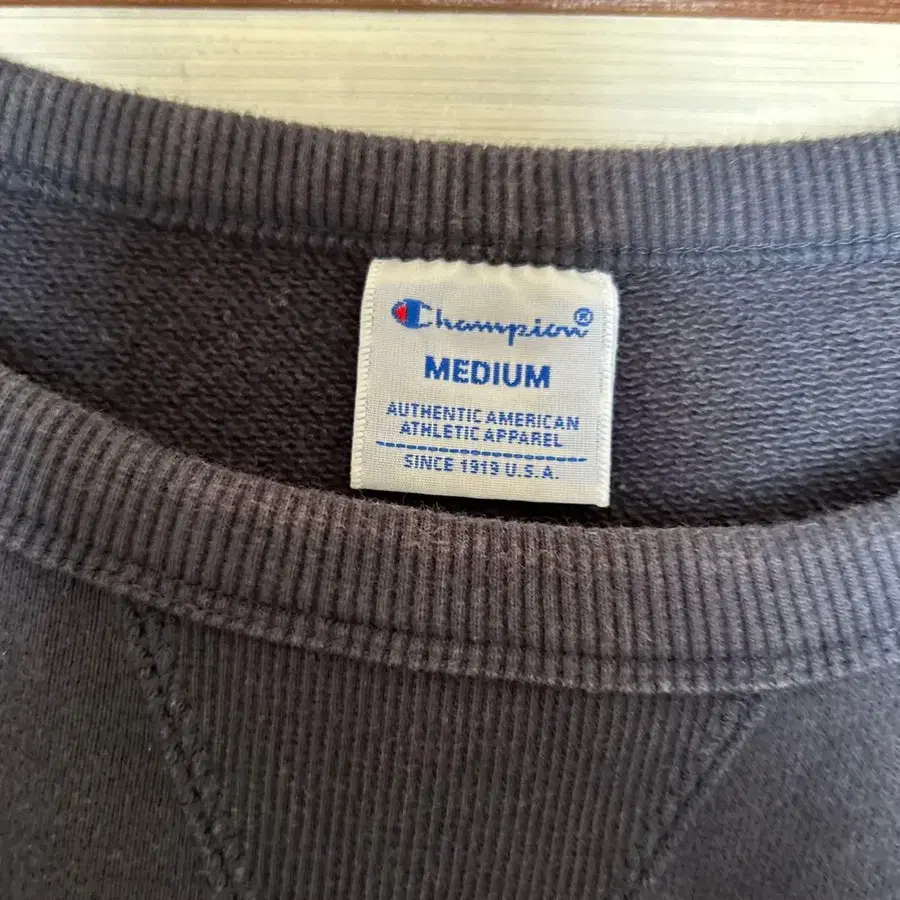 Champion®
MEDIUM
AUTHENTIC AMERICAN
ATHLETIC APPAREL
SINCE 1919 U.S.A.